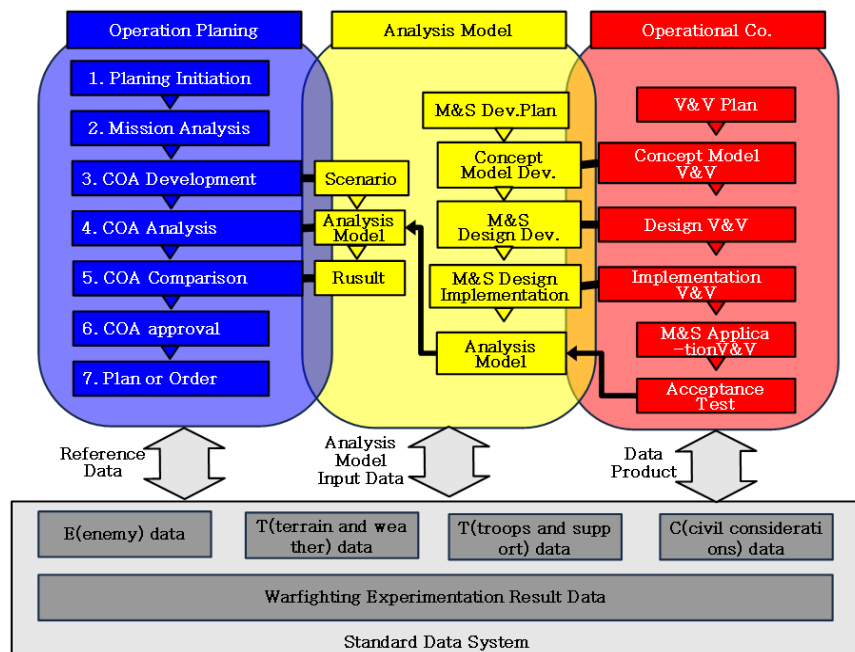 Operation Planing
Analysis Model
Operational Co.
1. Planing Initiation
2. Mission Analysis
3. COA Development
4. COA Analysis
5. COA Comparison
6. COA approval
7. Plan or Order
Scenario
Analysis
Model
Rusult
M&S Dev.Plan
Concept
Model Dev.
M&S
Design Dev.
M&S Design
Implementation
Analysis
Model
V&V Plan
Concept Model
V&V
Design V&V
Implementation
V&V
M&S Applica
-tionV&V
Acceptance
Test
Reference
Data
Analysis
Model
Input Data
Data
Product
E(enemy) data
T(terrain and wea
ther) data
T(troops and supp
ort) data
C(civil considerati
ons) data
Warfighting Experimentation Result Data
Standard Data System